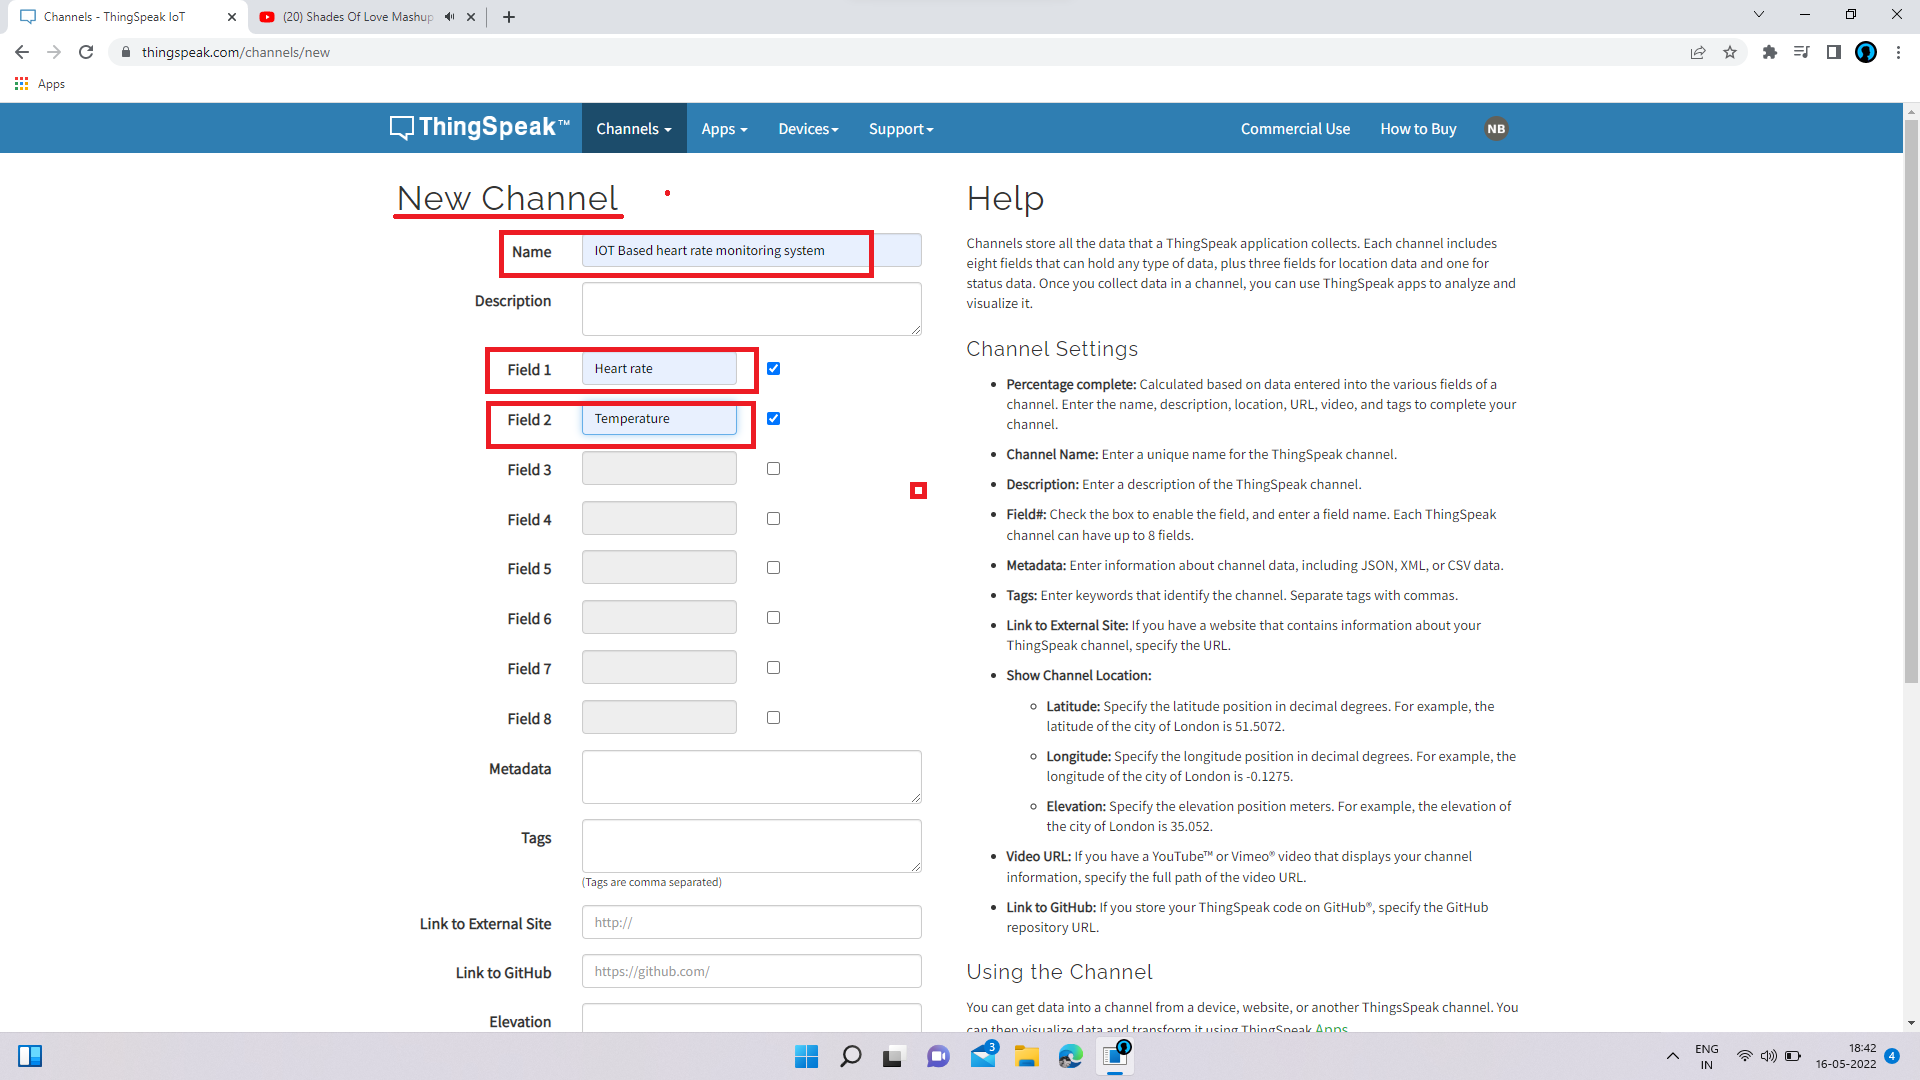 Channels - ThingSpeak IoT
(20) Shades Of Love Mashup
thingspeak.com/channels/new
Apps
ThingSpeak™
Channels
Apps
Devices
Support
Commercial Use
How to Buy
NB
New Channel
Name
IOT Based heart rate monitoring system
Description
Field 1
Heart rate
Field 2
Temperature
Field 3
Field 4
Field 5
Field 6
Field 7
Field 8
Metadata
Tags
(Tags are comma separated)
Link to External Site
http://
Link to GitHub
https://github.com/
Elevation
Help
Channels store all the data that a ThingSpeak application collects. Each channel includes
eight fields that can hold any type of data, plus three fields for location data and one for
status data. Once you collect data in a channel, you can use ThingSpeak apps to analyze and
visualize it.
Channel Settings
Percentage complete: Calculated based on data entered into the various fields of a
channel. Enter the name, description, location, URL, video, and tags to complete your
channel.
Channel Name: Enter a unique name for the ThingSpeak channel.
Description: Enter a description of the ThingSpeak channel.
Field#: Check the box to enable the field, and enter a field name. Each ThingSpeak
channel can have up to 8 fields.
Metadata: Enter information about channel data, including JSON, XML, or CSV data.
Tags: Enter keywords that identify the channel. Separate tags with commas.
Link to External Site: If you have a website that contains information about your
ThingSpeak channel, specify the URL.
Show Channel Location:
Latitude: Specify the latitude position in decimal degrees. For example, the
latitude of the city of London is 51.5072.
Longitude: Specify the longitude position in decimal degrees. For example, the
longitude of the city of London is -0.1275.
Elevation: Specify the elevation position meters. For example, the elevation of
the city of London is 35.052.
Video URL: If you have a YouTube™ or Vimeo® video that displays your channel
information, specify the full path of the video URL.
Link to GitHub: If you store your ThingSpeak code on GitHub®, specify the GitHub
repository URL.
Using the Channel
You can get data into a channel from a device, website, or another ThingsSpeak channel. You
can then visualize data and transform it using ThingSpeak Apps.
3
ENG
IN
18:42
16-05-2022
4